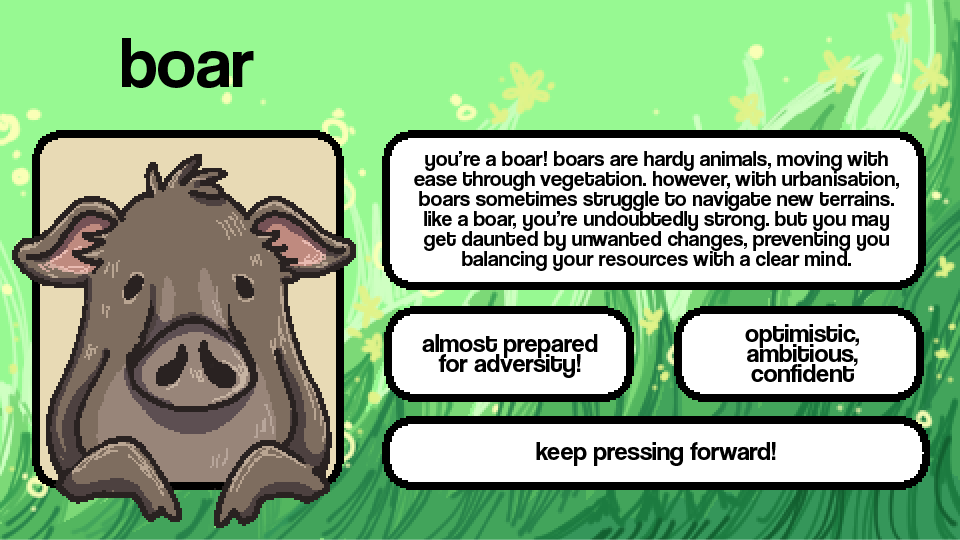 boar
you're a boar! boars are hardy animals, moving with
ease through vegetation. however, with urbanisation,
boars sometimes struggle to navigate new terrains.
like a boar, you're undoubtedly strong. but you may
get daunted by unwanted changes, preventing you
balancing your resources with a clear mind.
almost prepared
for adversity!
optimistic,
ambitious,
confident
keep pressing forward!